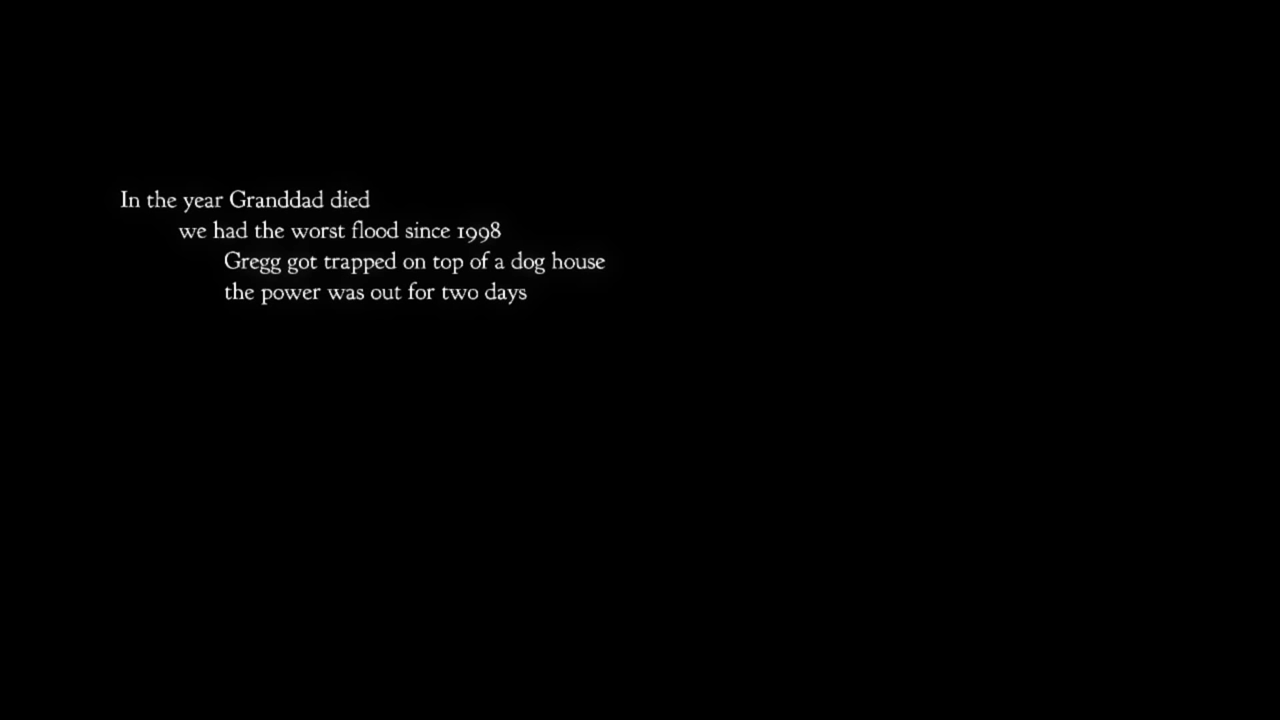 In the year Granddad died
we had the worst flood since 1998
Gregg got trapped on top of a dog house
the power was out for two days